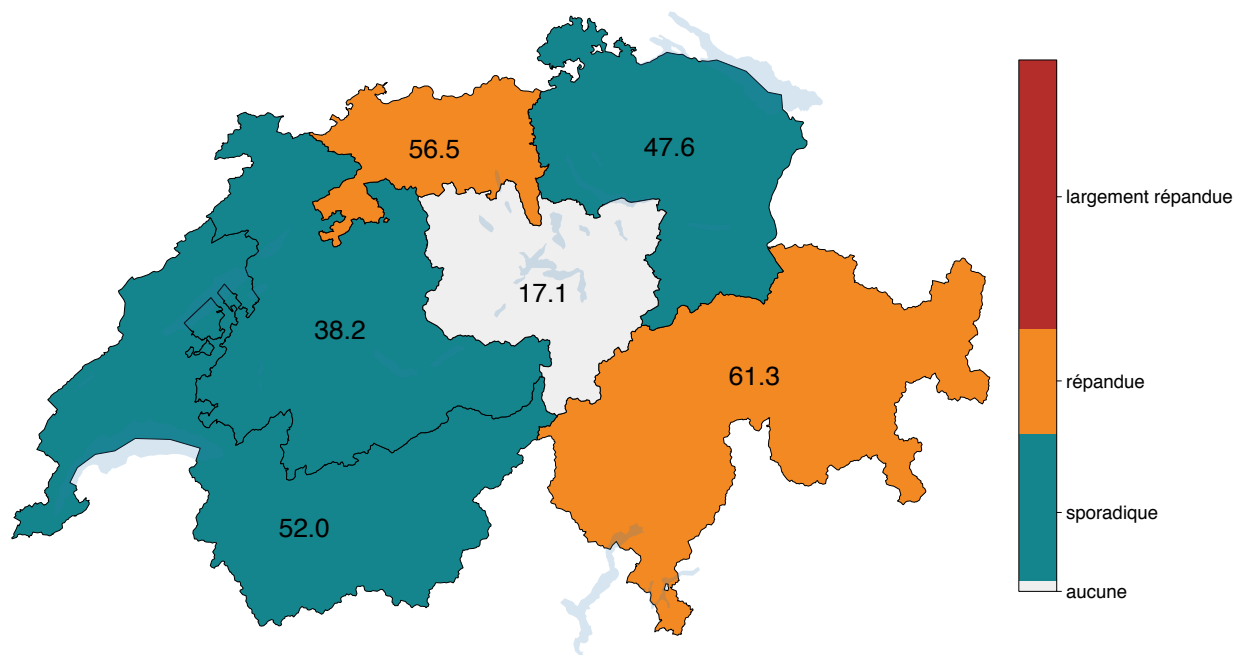 56.5
47.6
17.1
38.2
61.3
52.0
largement répandue
répandue
sporadique
aucune